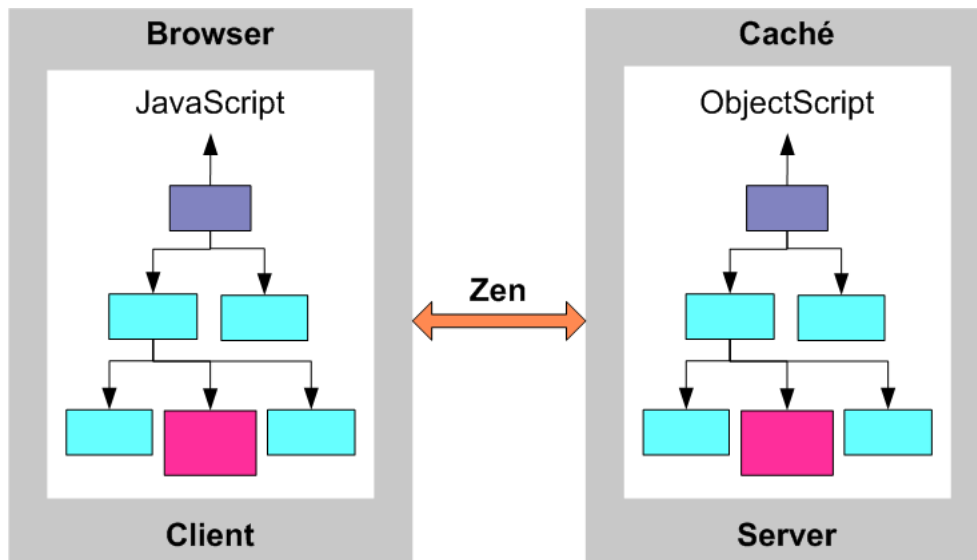 Browser
JavaScript
Client
Zen
Caché
ObjectScript
Server